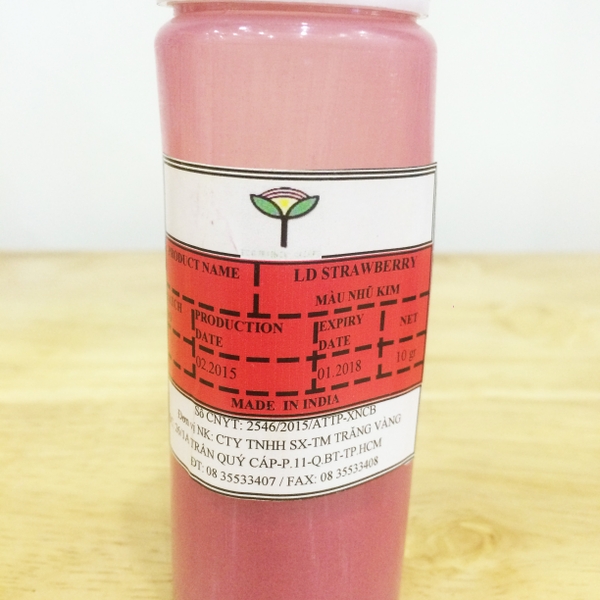 PRODUCT NAME
LD STRAWBERRY
MÀU NHŨ KIM
PRODUCTION DATE
EXPIRY DATE
NET
02.2015
01.2018
10 gr
MADE IN INDIA
Số CNYT: 2546/2015/ATTP-XNCB
Đơn vị NK: CTY TNHH SX-TM TRĂNG VÀNG
TRẦN QUÝ CÁP-P.11-Q.BT-TP.HCM
ĐT: 08 35533407 / FAX: 08 35533408